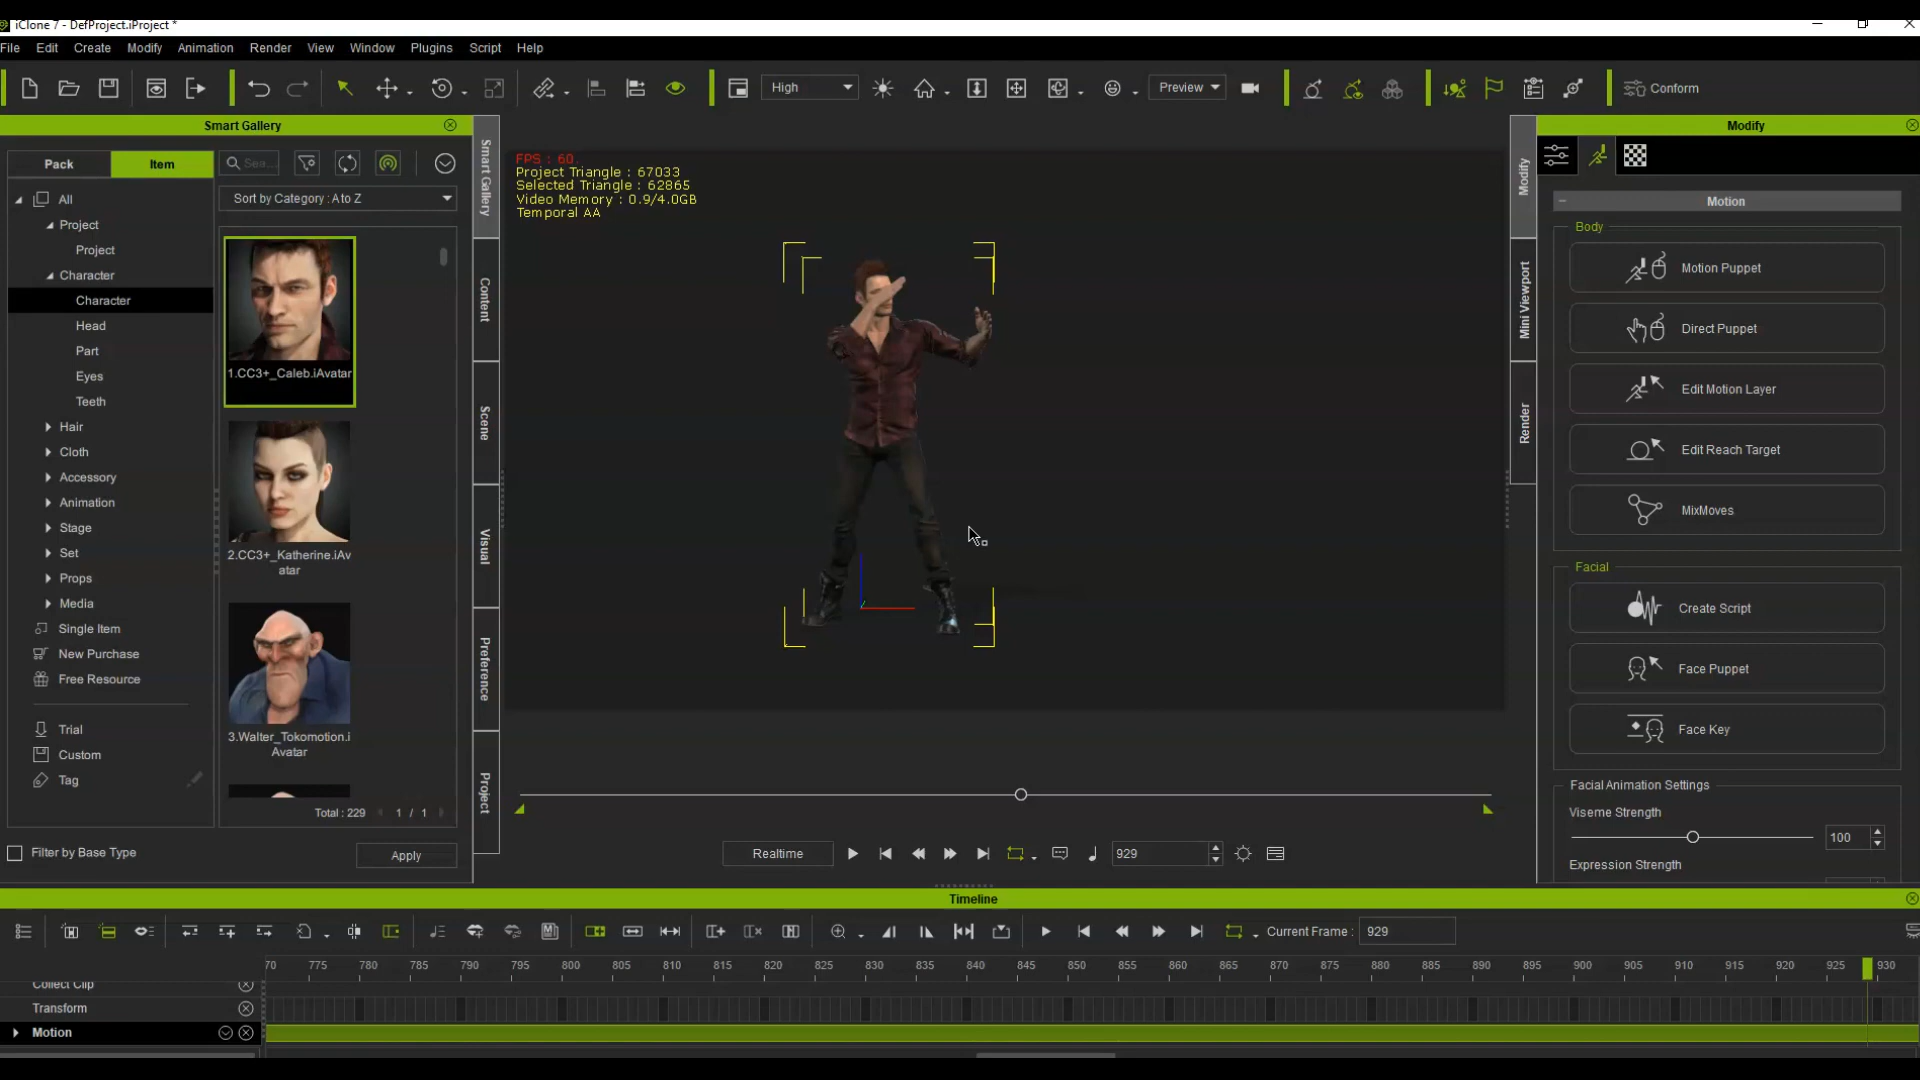 iClone 7 - DefProject.iProject *
File Edit Create Modify Animation Render View Window Plugins Script Help
High
Preview
Conform
Smart Gallery
Modify
Pack
Item
Sea...
Sort by Category : A to Z
All
Project
Project
Character
Character
Head
Part
Eyes
Teeth
Hair
Cloth
Accessory
Animation
Stage
Set
Props
Media
Single Item
New Purchase
Free Resource
Trial
Custom
Tag
1.CC3+_Caleb.iAvatar
2.CC3+_Katherine.iAv
atar
3.Walter_Tokomotion.i
Avatar
Total : 229
1 / 1
Filter by Base Type
Apply
Smart Gallery
Content
Scene
Visual
Preference
Project
FPS : 60.
Project Triangle : 67033
Selected Triangle : 62865
Video Memory : 0.9/4.0GB
Temporal AA
Realtime
929
Modify
Mini Viewport
Render
Motion
Body
Motion Puppet
Direct Puppet
Edit Motion Layer
Edit Reach Target
MixMoves
Facial
Create Script
Face Puppet
Face Key
Facial Animation Settings
Viseme Strength
100
Expression Strength
Timeline
Current Frame : 929
70 775 780 785 790 795 800 805 810 815 820 825 830 835 840 845 850 855 860 865 870 875 880 885 890 895 900 905 910 915 920 925 930
Collect Clip
Transform
Motion